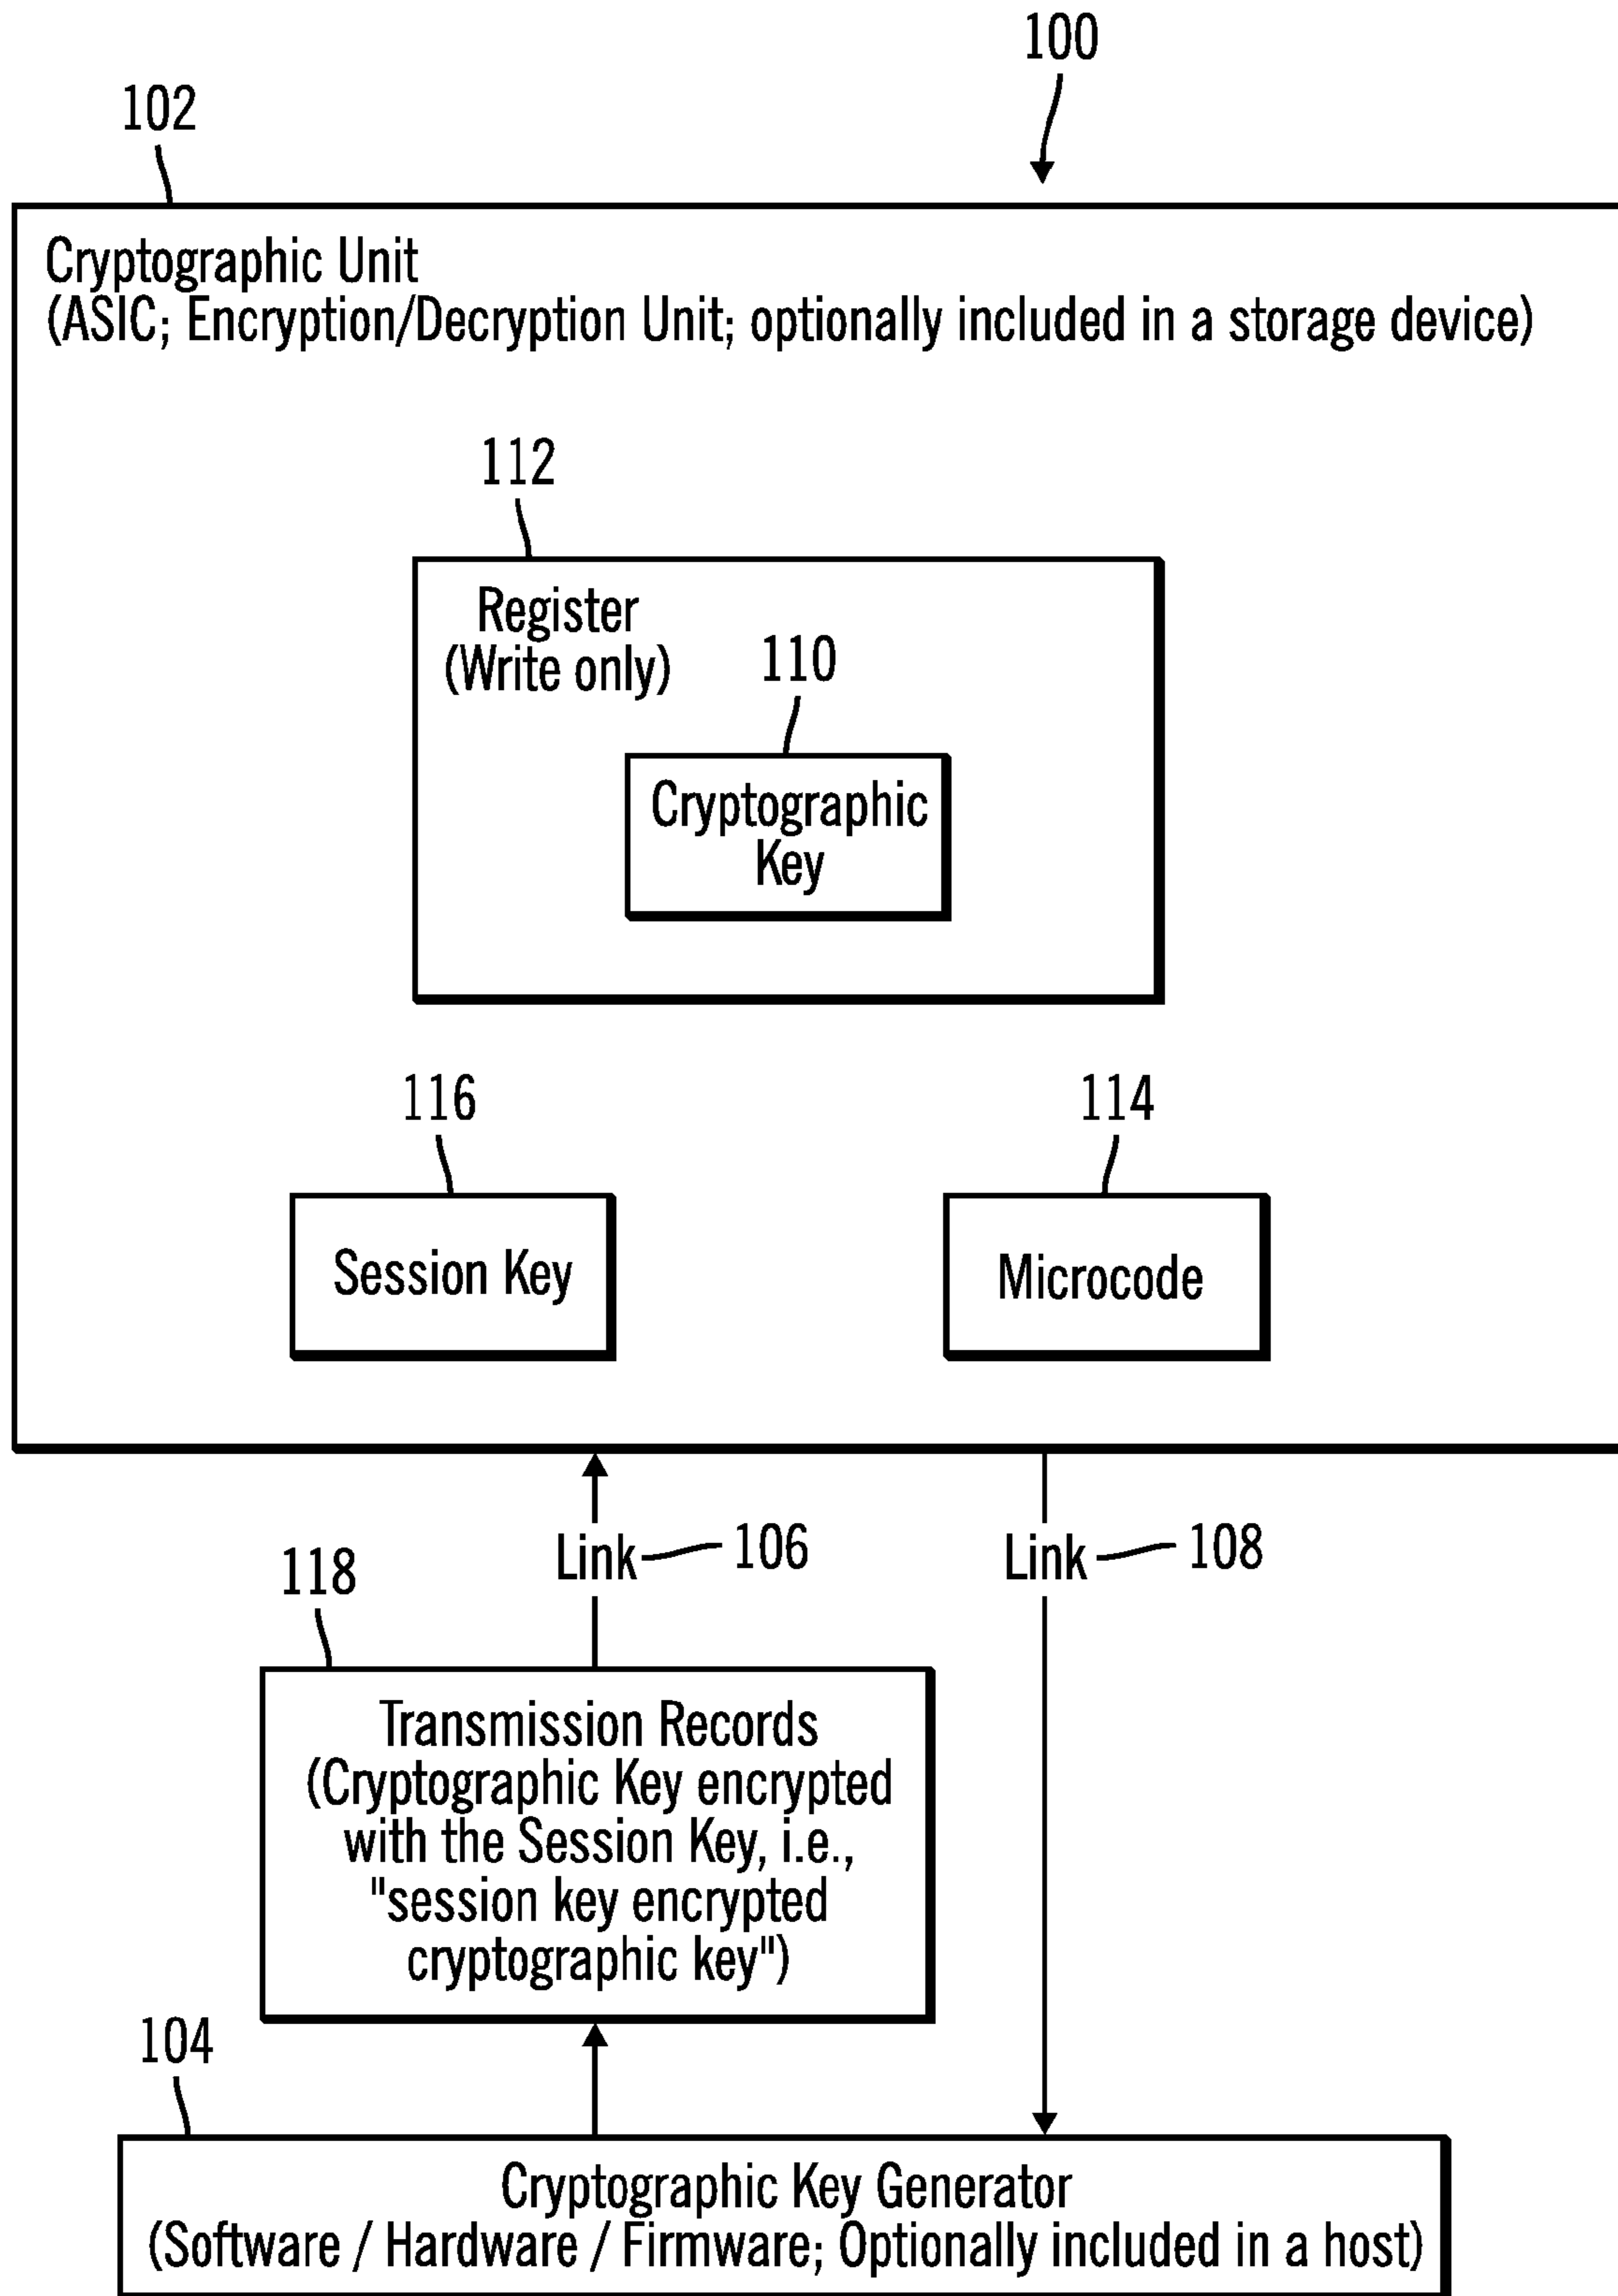 100
102
Cryptographic Unit
(ASIC; Encryption/Decryption Unit; optionally included in a storage device)
112
Register
(Write only)
110
Cryptographic
Key
116
114
Session Key
Microcode
Link
106
Link
108
118
Transmission Records
(Cryptographic Key encrypted
with the Session Key, i.e.,
"session key encrypted
cryptographic key")
104
Cryptographic Key Generator
(Software / Hardware / Firmware; Optionally included in a host)